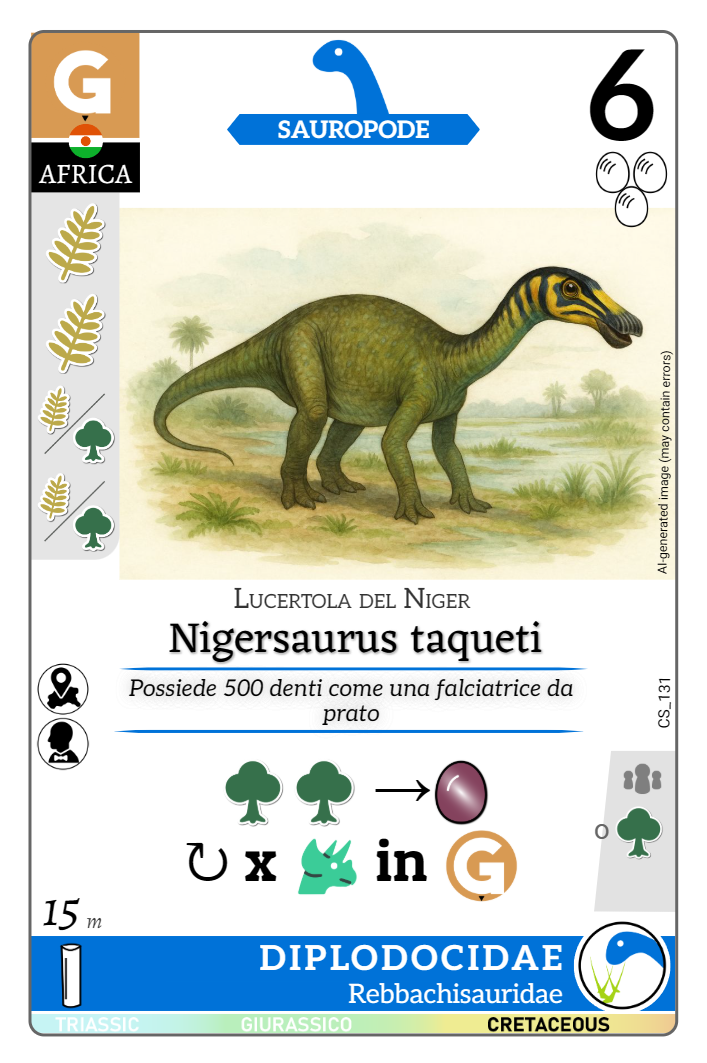 G
SAUROPODE
6
AFRICA
AI-generated image (may contain errors)
Lucertola del Niger
Nigersaurus taqueti
Possiede 500 denti come una falciatrice da
prato
CS_131
→
o
↻ x in G
15 m
DIPLODOCIDAE
Rebbachisauridae
TRIASSIC GIURASSICO CRETACEOUS